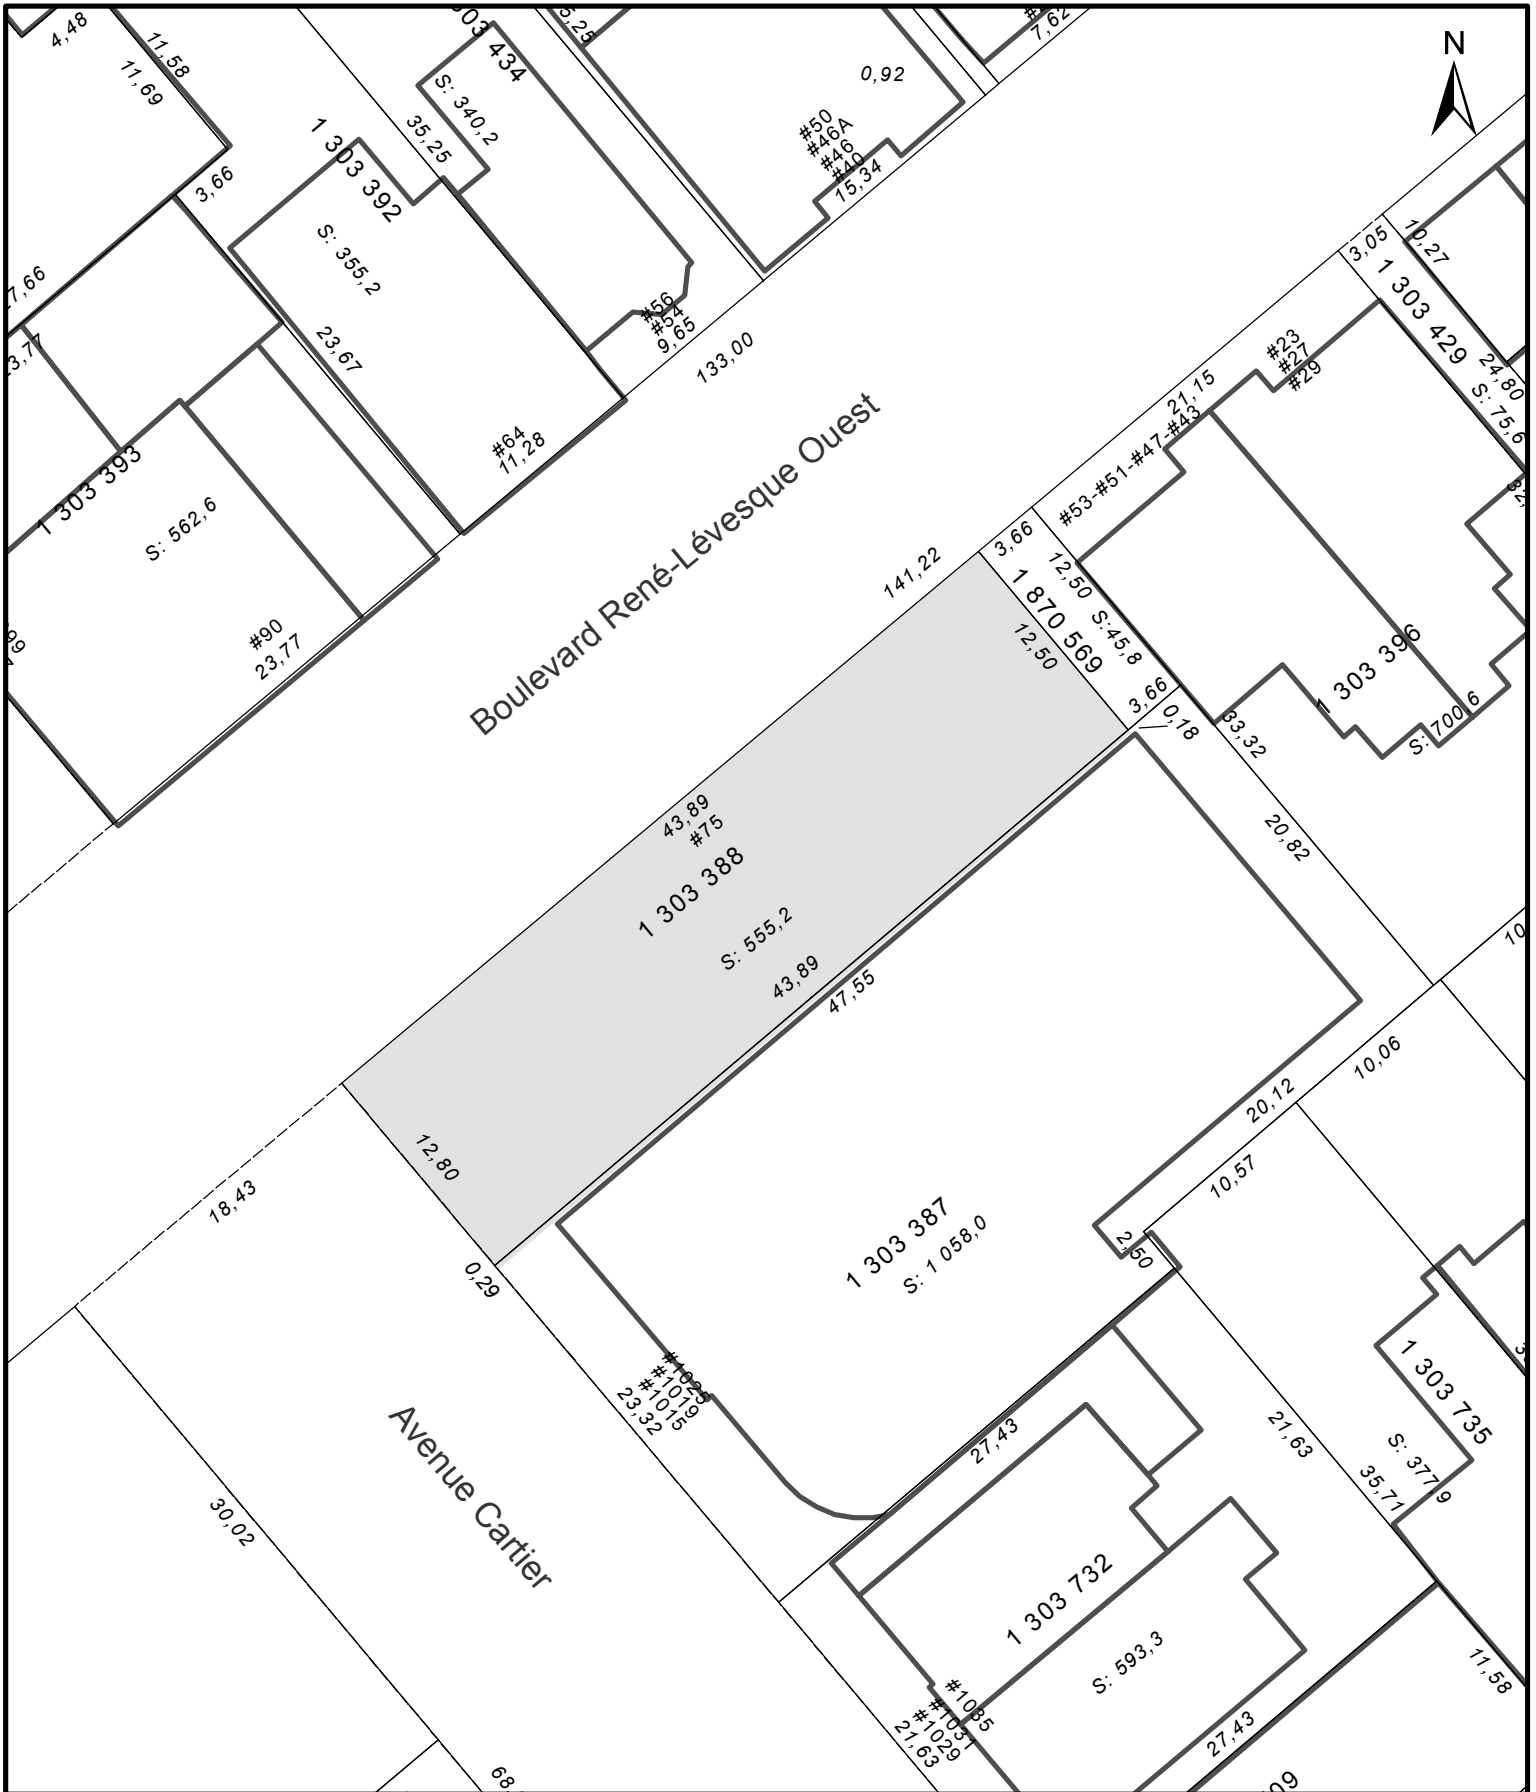 4,48
11,58
11,69
3,66
1 303 392
S: 355,2
23,67
35,25
S: 340,2
5,25
0,92
#50
#46A
#46
#40
15,34
7,62
N
#56
#54
9,65
133,00
#64
11,28
1 303 393
S: 562,6
#90
23,77
Boulevard René-Lévesque Ouest
141,22
3,05
10,27
1 303 429
24,80
S: 75,6
#23
#27
#29
21,15
#53-#51-#47-#43
3,66
12,50
S:45,8
1 870 569
12,50
3,66
0,18
1 303 396
S: 700,6
33,32
20,82
43,89
#75
1 303 388
S: 555,2
43,89
47,55
12,80
18,43
0,29
10,06
20,12
10,57
2,50
1 303 387
S: 1 058,0
#1025
#1019
#1015
23,32
Avenue Cartier
30,02
27,43
21,63
1 303 735
S: 377,9
35,71
1 303 732
S: 593,3
#1035
#1031
#1029
21,63
27,43
11,58
68